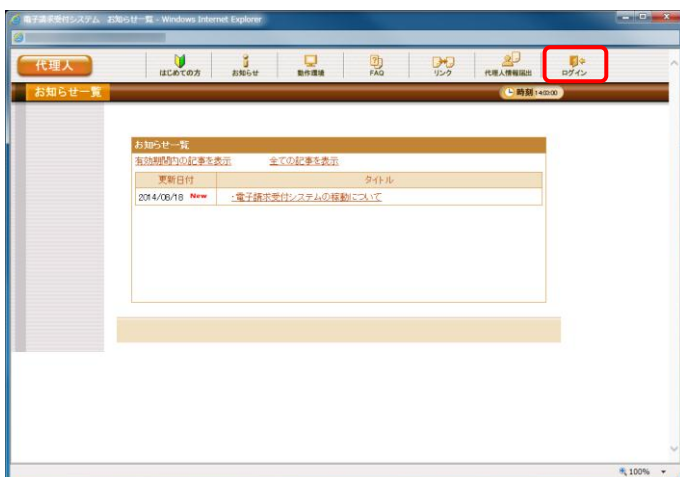 電子請求受付システム お知らせ一覧 - Windows Internet Explorer
代理人
はじめての方 お知らせ 動作環境 FAQ リンク 代理人情報届出 ログイン
お知らせ一覧
時刻 14:03:00
お知らせ一覧
有効期間内の記事を表示 全ての記事を表示
更新日付 タイトル
2014/08/18 New ・電子請求受付システムの稼動について
100%